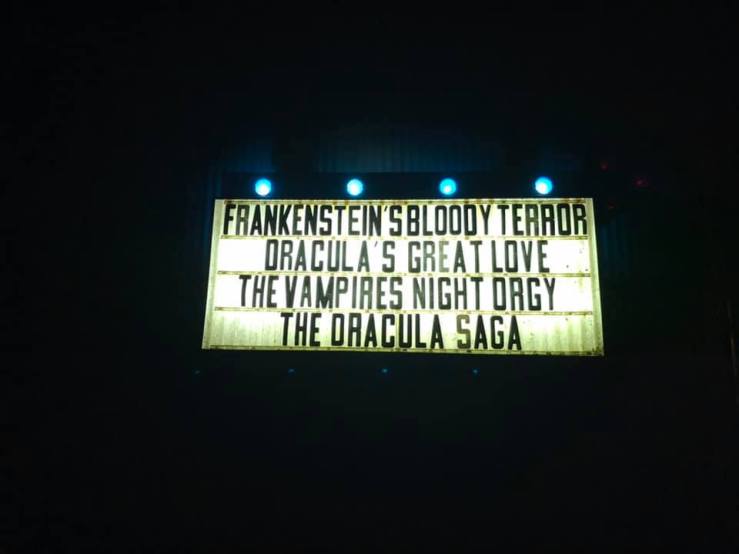 FRANKENSTEIN'S BLOODY TERROR
DRACULA'S GREAT LOVE
THE VAMPIRES NIGHT ORGY
THE DRACULA SAGA